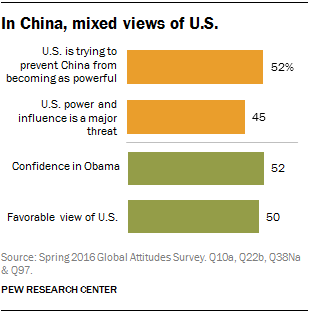 In China, mixed views of U.S.
U.S. is trying to
prevent China from
becoming as powerful
52%
U.S. power and
influence is a major
threat
45
Confidence in Obama
52
Favorable view of U.S.
50
Source: Spring 2016 Global Attitudes Survey. Q10a, Q22b, Q38Na
& Q97.
PEW RESEARCH CENTER